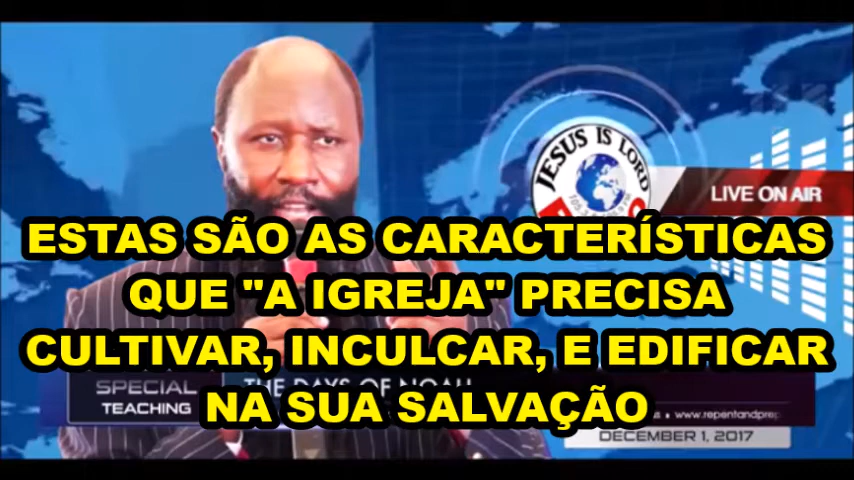 JESUS IS LORD
LIVE ON AIR
ESTAS SÃO AS CARACTERÍSTICAS
QUE "A IGREJA" PRECISA
CULTIVAR, INCULCAR, E EDIFICAR
NA SUA SALVAÇÃO
SPECIAL
TEACHING
THE DAYS OF NOAH
www.repentandprep
DECEMBER 1, 2017